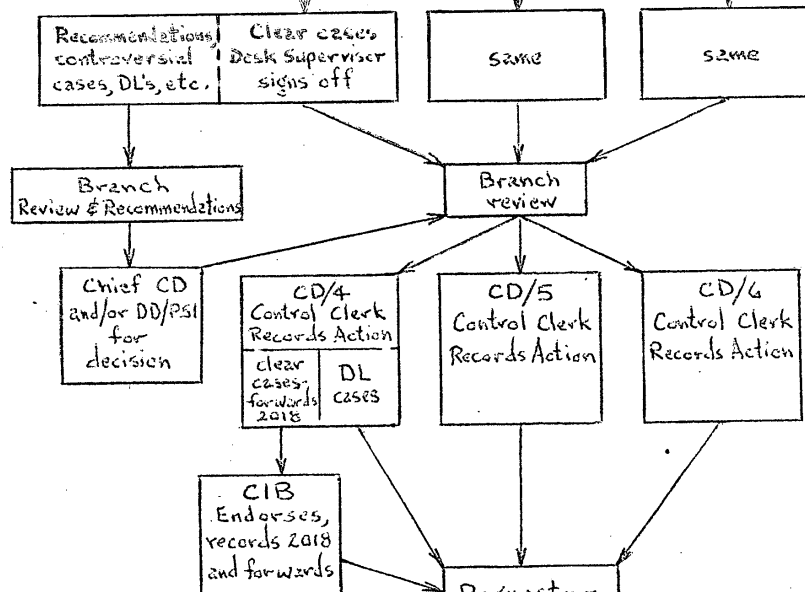 Recommendations,
controversial
cases, DL's, etc.
Clear cases,
Desk Supervisor
signs off
same
same
Branch
Review & Recommendations
Branch
review
Chief CD
and/or DD/PSI
for
decision
CD/4
Control Clerk
Records Action
clear
cases-
forwards
2018
DL
cases
CD/5
Control Clerk
Records Action
CD/6
Control Clerk
Records Action
CIB
Endorses,
records 2018
and forwards